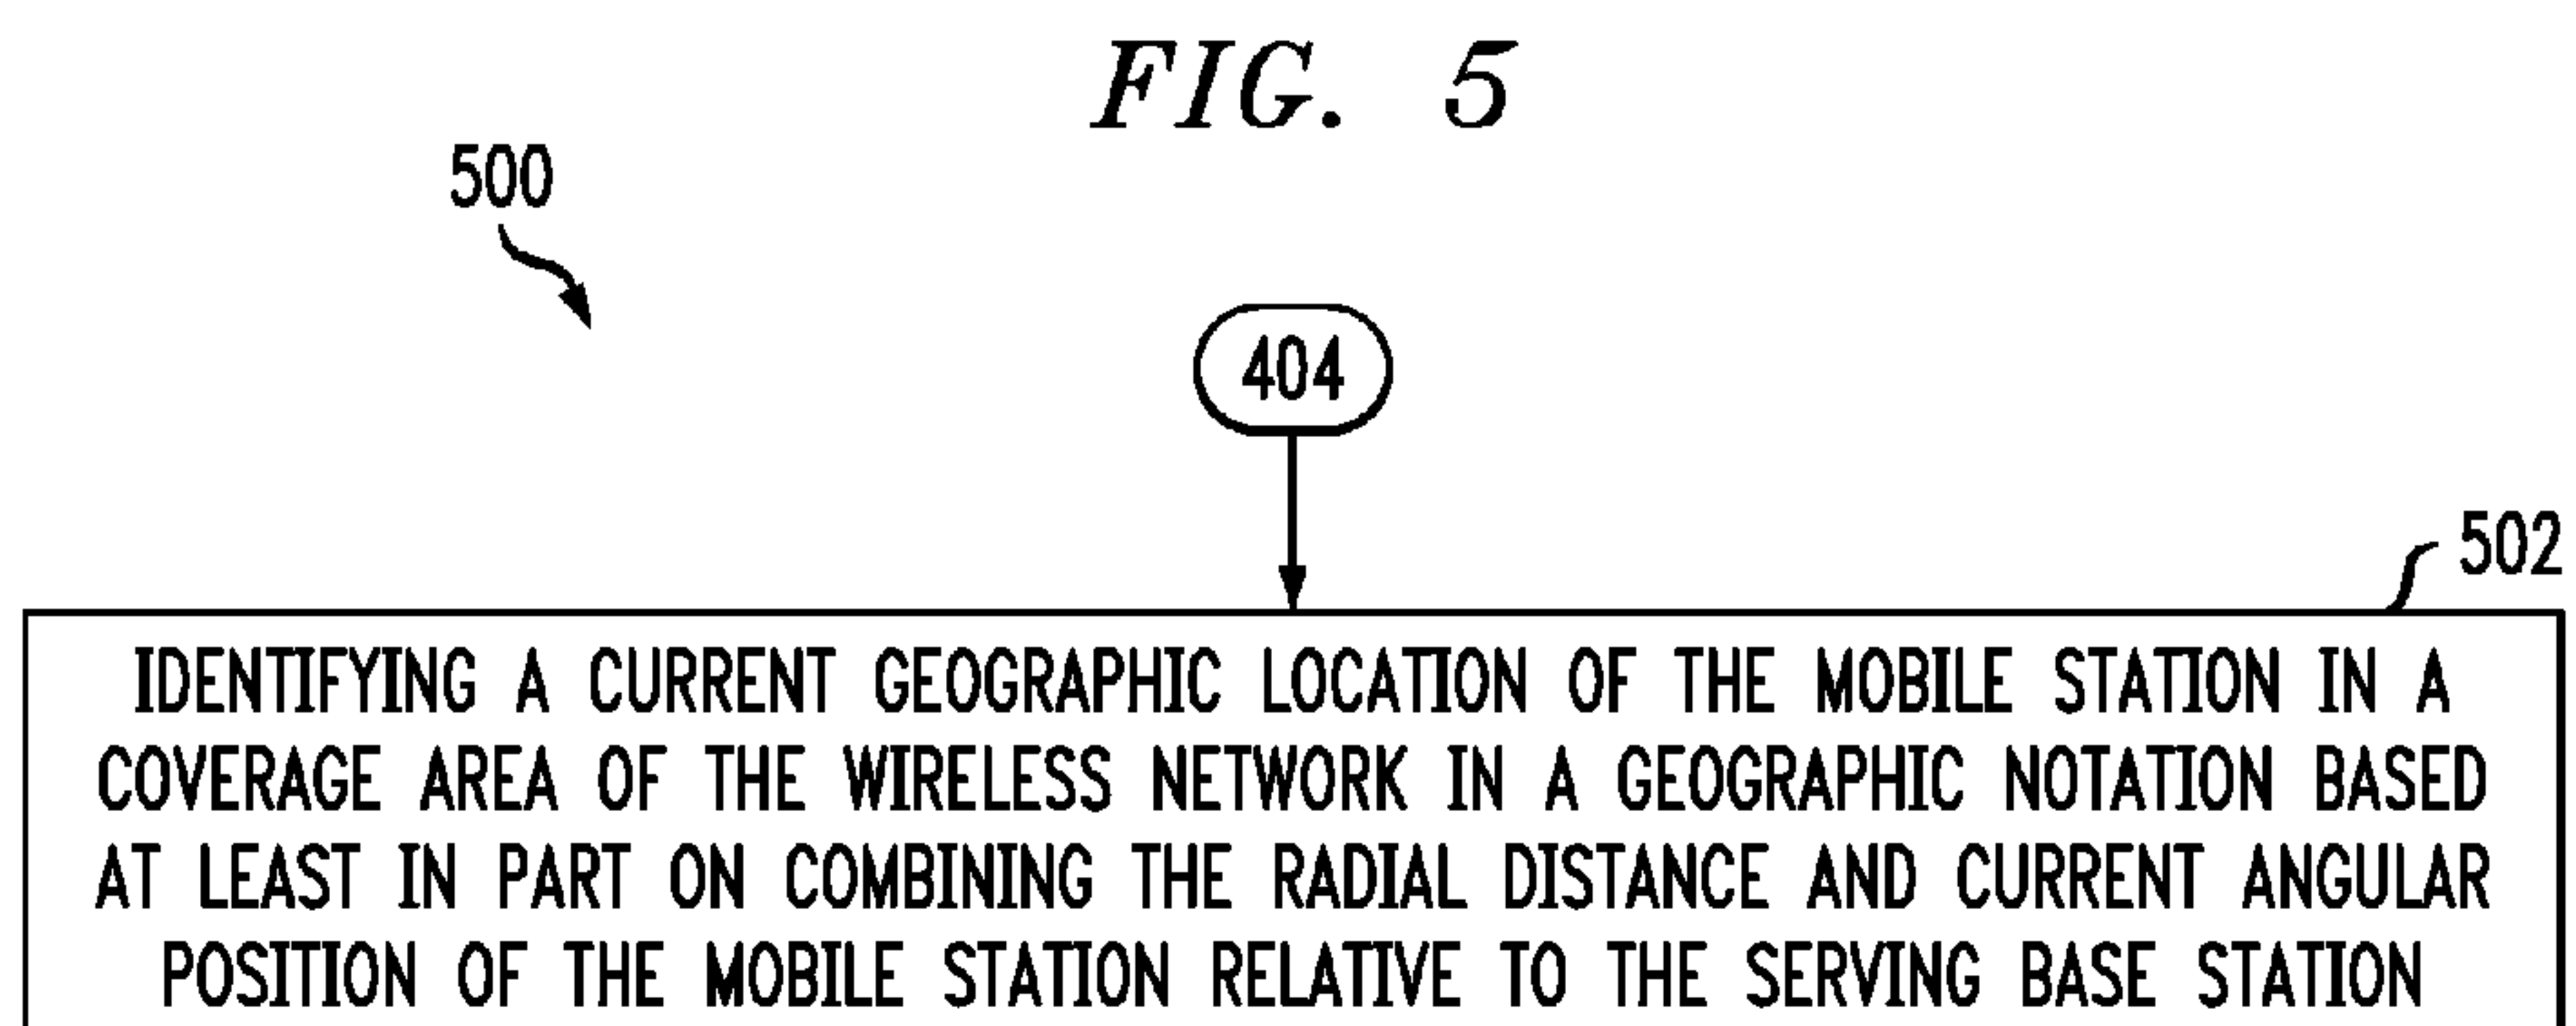 FIG. 5
500
404
502
IDENTIFYING A CURRENT GEOGRAPHIC LOCATION OF THE MOBILE STATION IN A
COVERAGE AREA OF THE WIRELESS NETWORK IN A GEOGRAPHIC NOTATION BASED
AT LEAST IN PART ON COMBINING THE RADIAL DISTANCE AND CURRENT ANGULAR
POSITION OF THE MOBILE STATION RELATIVE TO THE SERVING BASE STATION